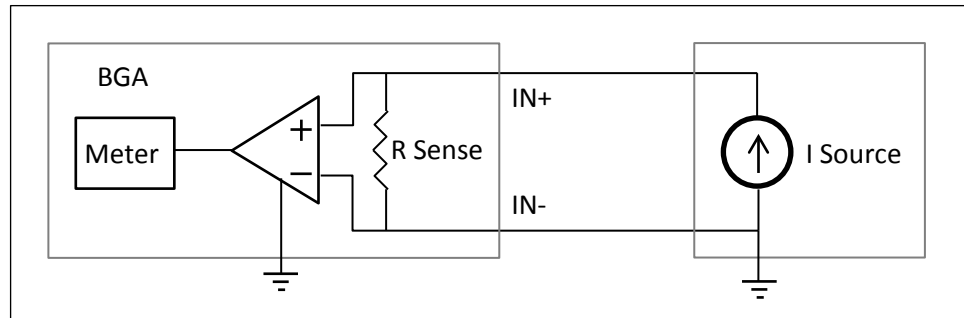 BGA
IN+
Meter
+
R Sense
I Source
−
IN-